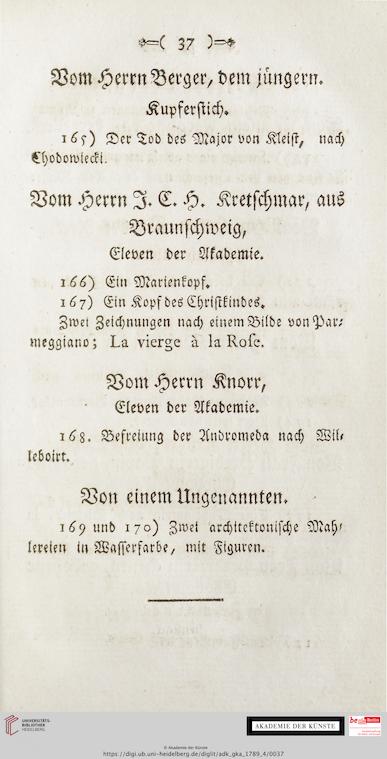 ( 37 )
Vom Herrn Berger, dem jüngern.
Kupferstich.
165) Der Tod des Major von Kleist, nach
Chodowiecki.
Vom Herrn J. C. H. Kretschmar, aus
Braunschweig,
Eleven der Akademie.
166) Ein Marienkopf.
167) Ein Kopf des Christkindes.
Zwei Zeichnungen nach einem Bilde von Par-
meggiano; La vierge à la Rose.
Vom Herrn Knorr,
Eleven der Akademie.
168. Befreiung der Andromeda nach Wil-
leboirt.
Von einem Ungenannten.
169 und 170) Zwei architektonische Mah-
lereien in Wasserfarbe, mit Figuren.
UNIVERSITÄTS-
BIBLIOTHEK
HEIDELBERG
AKADEMIE DER KÜNSTE
© Akademie der Künste
https://digi.ub.uni-heidelberg.de/diglit/adk_gka_1789_4/0037